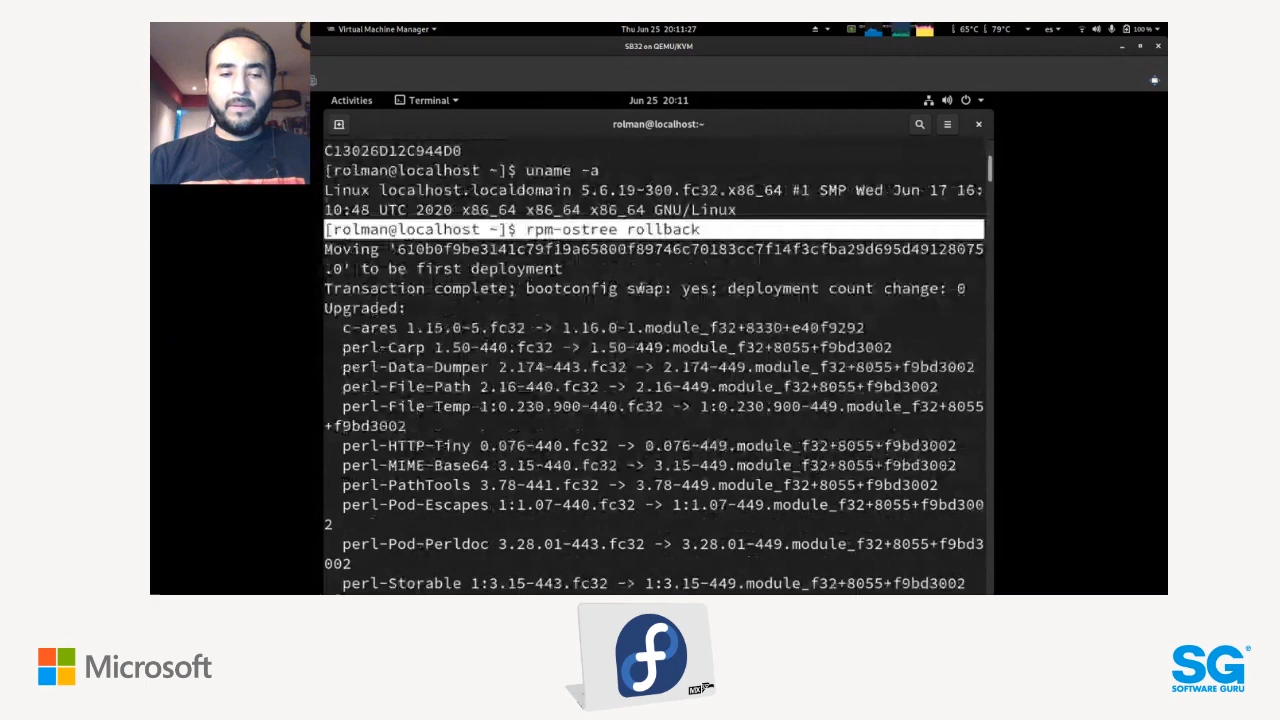 Virtual Machine Manager
Thu Jun 25 20:11:27
65°C 79°C
es
100 %
SB32 on QEMU/KVM
Activities
Terminal
Jun 25 20:11
rolman@localhost:~
C13026D12C944D0
[rolman@localhost ~]$ uname -a
Linux localhost.localdomain 5.6.19-300.fc32.x86_64 #1 SMP Wed Jun 17 16:
10:48 UTC 2020 x86_64 x86_64 x86_64 GNU/Linux
[rolman@localhost ~]$ rpm-ostree rollback
Moving '610b0f9be3141c79f19a65800f89746c70183cc7f14f3cfba29d695d49128075
.0' to be first deployment
Transaction complete; bootconfig swap: yes; deployment count change: 0
Upgraded:
c-ares 1.15.0-5.fc32 -> 1.16.0-1.module_f32+8330+e40f9292
perl-Carp 1.50-440.fc32 -> 1.50-449.module_f32+8055+f9bd3002
perl-Data-Dumper 2.174-443.fc32 -> 2.174-449.module_f32+8055+f9bd3002
perl-File-Path 2.16-440.fc32 -> 2.16-449.module_f32+8055+f9bd3002
perl-File-Temp 1:0.230.900-440.fc32 -> 1:0.230.900-449.module_f32+8055
+f9bd3002
perl-HTTP-Tiny 0.076-440.fc32 -> 0.076-449.module_f32+8055+f9bd3002
perl-MIME-Base64 3.15-440.fc32 -> 3.15-449.module_f32+8055+f9bd3002
perl-PathTools 3.78-441.fc32 -> 3.78-449.module_f32+8055+f9bd3002
perl-Pod-Escapes 1:1.07-440.fc32 -> 1:1.07-449.module_f32+8055+f9bd300
2
perl-Pod-Perldoc 3.28.01-443.fc32 -> 3.28.01-449.module_f32+8055+f9bd3
002
perl-Storable 1:3.15-443.fc32 -> 1:3.15-449.module_f32+8055+f9bd3002
Microsoft
MX
SG®
SOFTWARE GURU